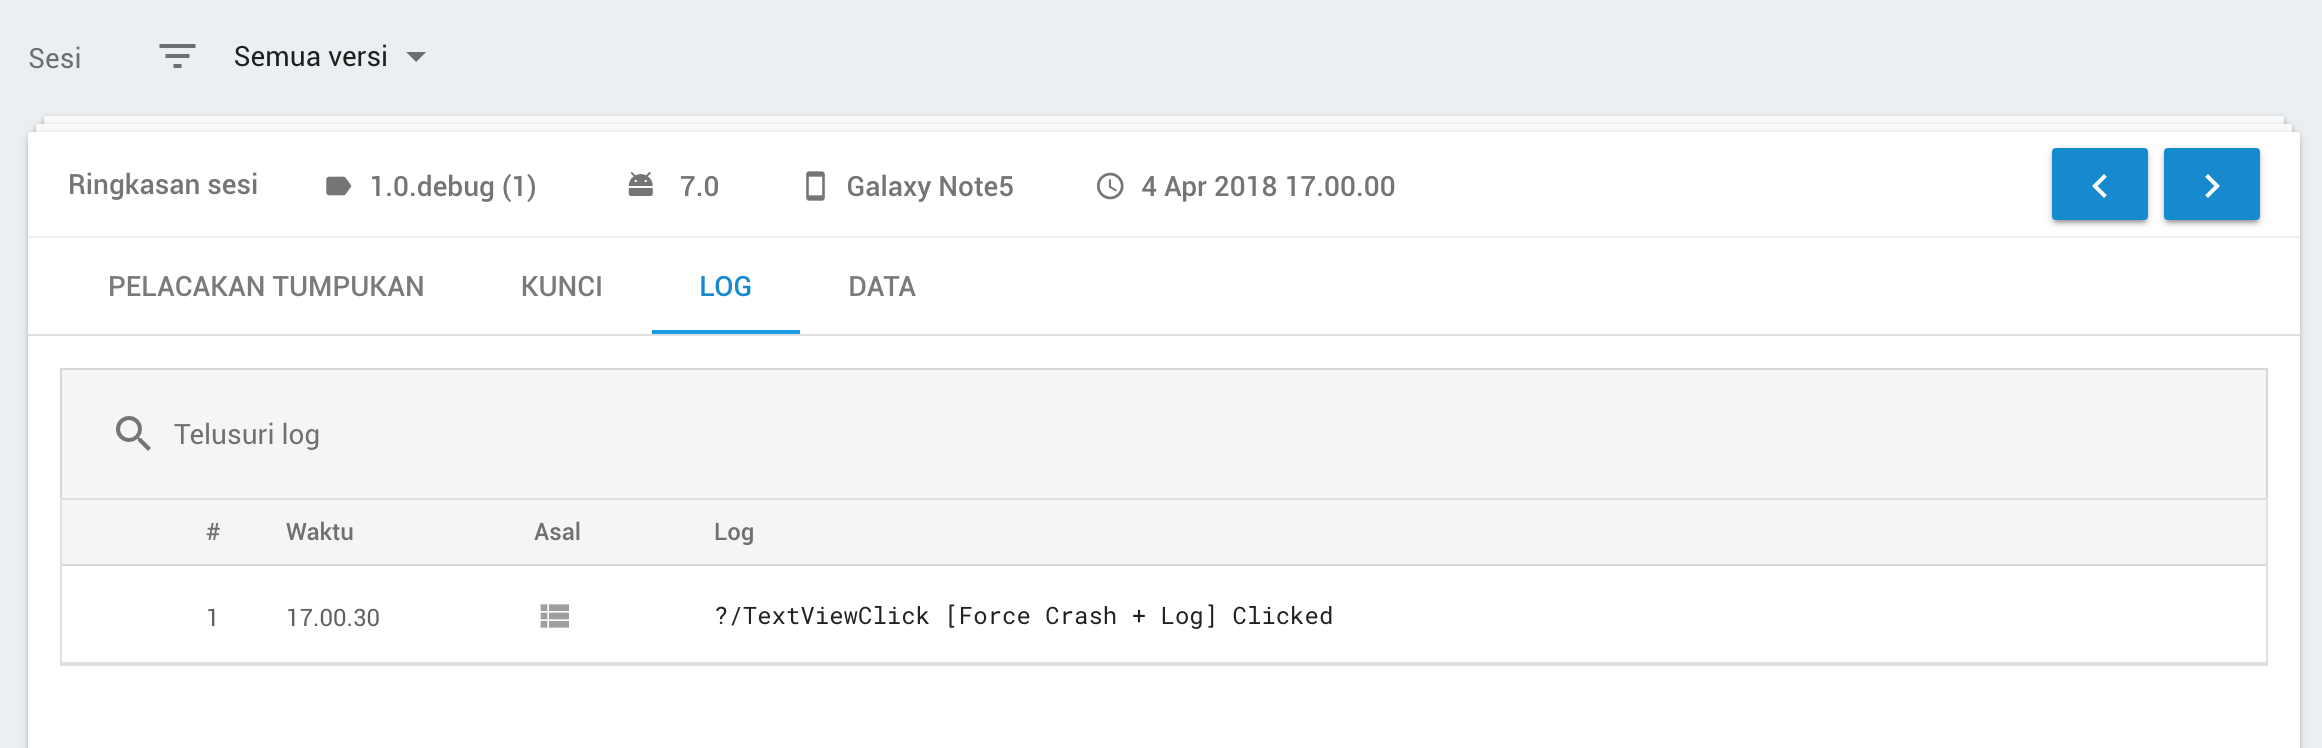 Sesi Semua versi
Ringkasan sesi 1.0.debug (1) 7.0 Galaxy Note5 4 Apr 2018 17.00.00
PELACAKAN TUMPUKAN KUNCI LOG DATA
Telusuri log
# Waktu Asal Log
1 17.00.30 ?/TextViewClick [Force Crash + Log] Clicked